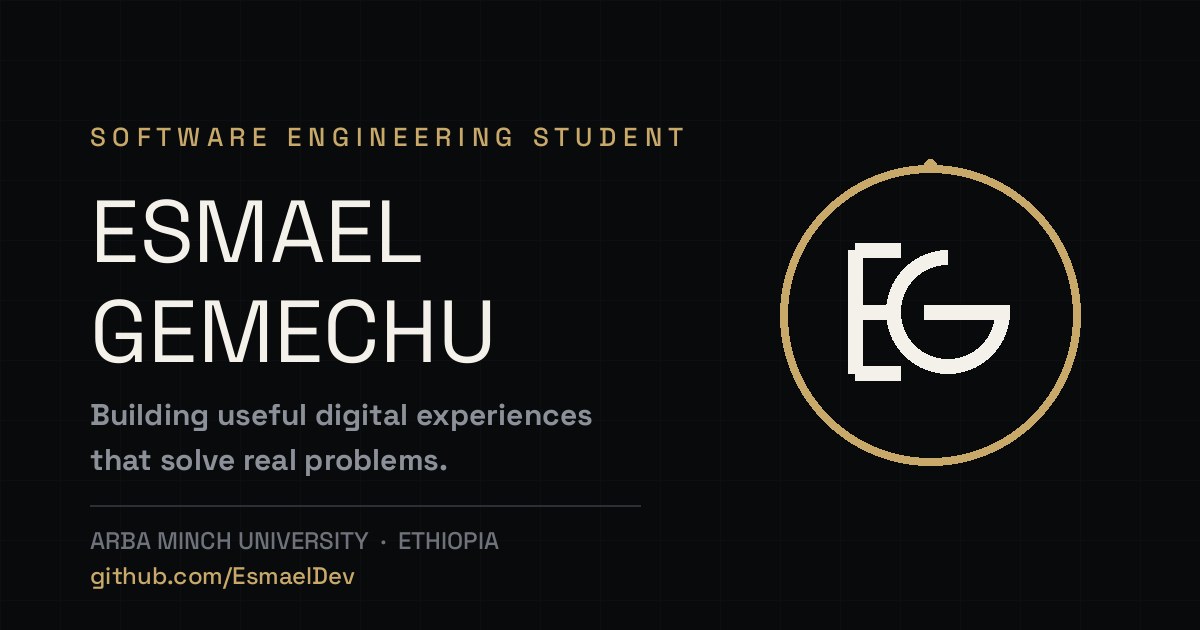 SOFTWARE ENGINEERING STUDENT
ESMAEL
GEMECHU
Building useful digital experiences
that solve real problems.
ARBA MINCH UNIVERSITY · ETHIOPIA
github.com/EsmaelDev
EG